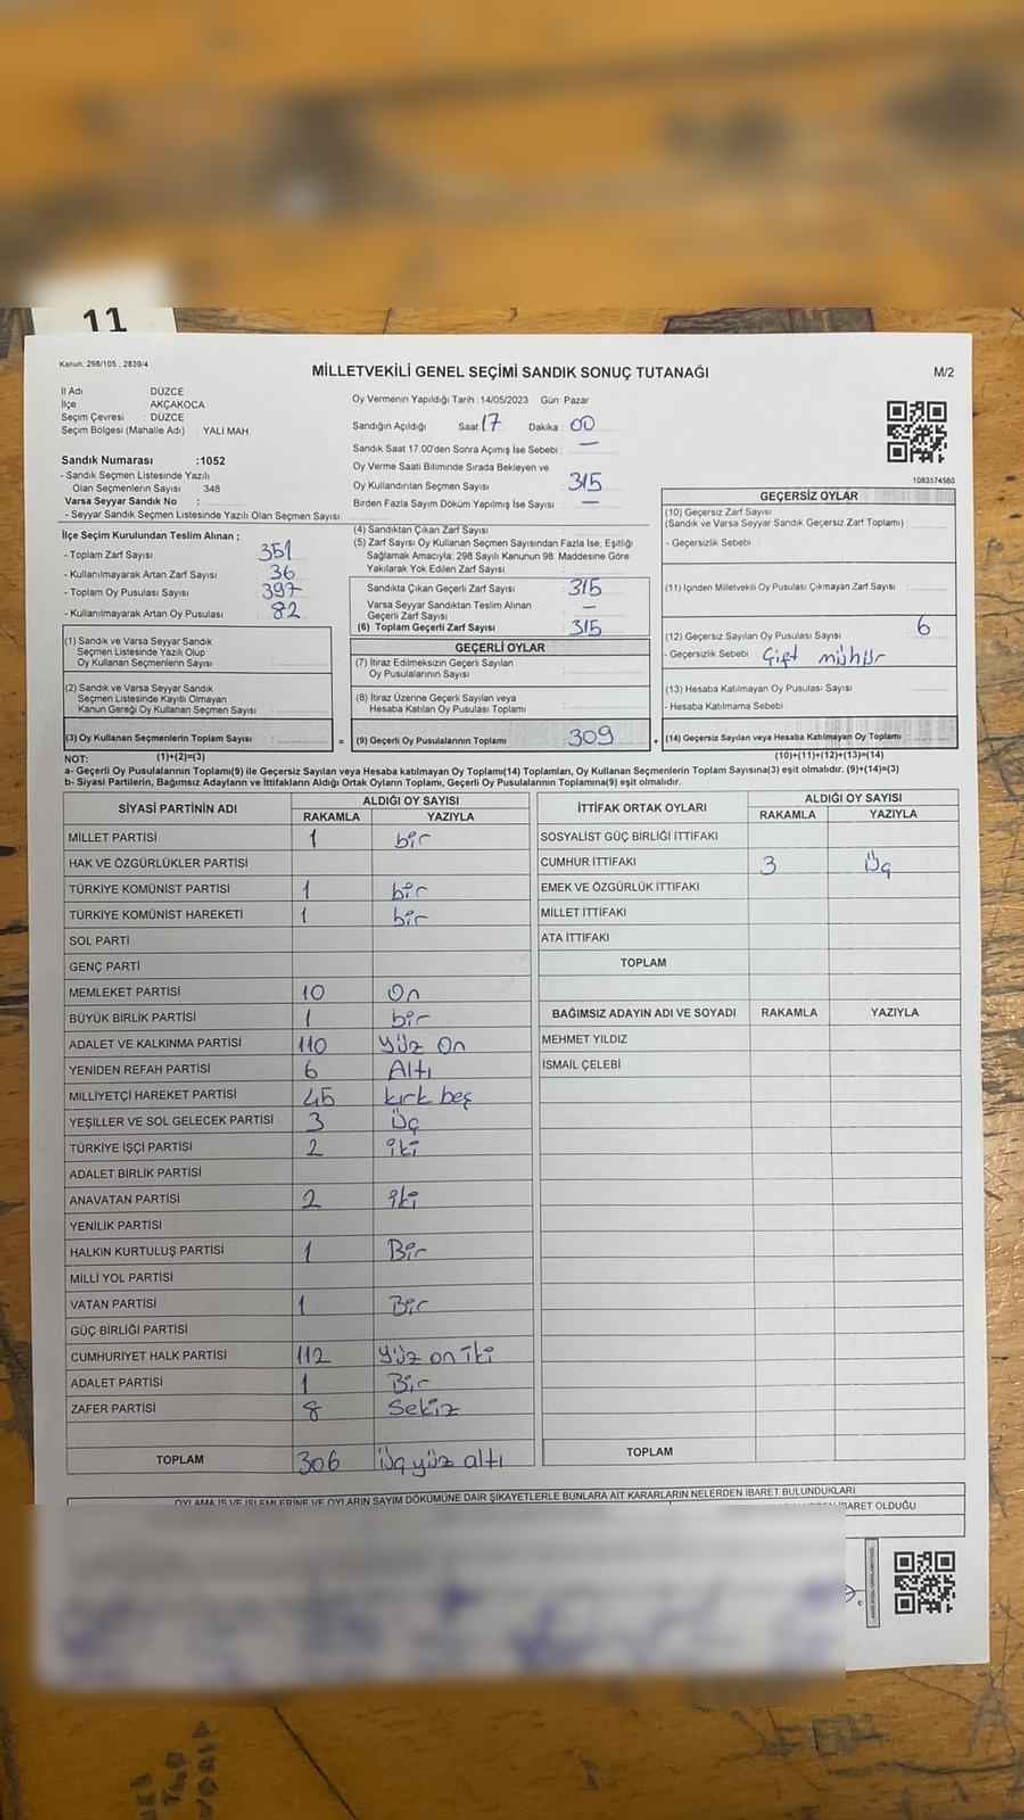 11
Kanun: 298/105 , 2839/4
MİLLETVEKİLİ GENEL SEÇİMİ SANDIK SONUÇ TUTANAĞI
M/2
İl Adı DÜZCE
İlçe AKÇAKOCA
Seçim Çevresi DÜZCE
Seçim Bölgesi (Mahalle Adı) YALI MAH.
Sandık Numarası :1052
- Sandık Seçmen Listesinde Yazılı
Olan Seçmenlerin Sayısı 348
Varsa Seyyar Sandık No :
- Seyyar Sandık Seçmen Listesinde Yazılı Olan Seçmen Sayısı
İlçe Seçim Kurulundan Teslim Alınan ;
- Toplam Zarf Sayısı 351
- Kullanılmayarak Artan Zarf Sayısı 36
- Toplam Oy Pusulası Sayısı 397
- Kullanılmayarak Artan Oy Pusulası 82
(1) Sandık ve Varsa Seyyar Sandık
Seçmen Listesinde Yazılı Olup
Oy Kullanan Seçmenlerin Sayısı
(2) Sandık ve Varsa Seyyar Sandık
Seçmen Listesinde Kayıtlı Olmayan
Kanun Gereği Oy Kullanan Seçmen Sayısı
(3) Oy Kullanan Seçmenlerin Toplam Sayısı
(1)+(2)=(3)
Oy Vermenin Yapıldığı Tarih :14/05/2023 Gün: Pazar
Sandığın Açıldığı Saat 17 Dakika 00
Sandık Saat 17.00'den Sonra Açımış İse Sebebi : —
Oy Verme Saati Bitiminde Sırada Bekleyen ve
Oy Kullandırılan Seçmen Sayısı 315
Birden Fazla Sayım Döküm Yapılmış İse Sayısı —
(4) Sandıktan Çıkan Zarf Sayısı
(5) Zarf Sayısı Oy Kullanan Seçmen Sayısından Fazla İse; Eşitliği
Sağlamak Amacıyla; 298 Sayılı Kanunun 98. Maddesine Göre
Yakılarak Yok Edilen Zarf Sayısı
Sandıkta Çıkan Geçerli Zarf Sayısı 315
Varsa Seyyar Sandıktan Teslim Alınan
Geçerli Zarf Sayısı —
(6) Toplam Geçerli Zarf Sayısı 315
GEÇERLİ OYLAR
(7) İtiraz Edilmeksizin Geçerli Sayılan
Oy Pusulalarının Sayısı
(8) İtiraz Üzerine Geçerli Sayılan veya
Hesaba Katılan Oy Pusulası Toplamı
= (9) Geçerli Oy Pusulalarının Toplamı 309 +
1083574560
GEÇERSİZ OYLAR
(10) Geçersiz Zarf Sayısı
(Sandık ve Varsa Seyyar Sandık Geçersiz Zarf Toplamı)
- Geçersizlik Sebebi
(11) İçinden Milletvekili Oy Pusulası Çıkmayan Zarf Sayısı
(12) Geçersiz Sayılan Oy Pusulası Sayısı 6
- Geçersizlik Sebebi Çift mühür
(13) Hesaba Katılmayan Oy Pusulası Sayısı
- Hesaba Katılmama Sebebi
(14) Geçersiz Sayılan veya Hesaba Katılmayan Oy Toplamı
(10)+(11)+(12)+(13)=(14)
NOT:
a- Geçerli Oy Pusulalarının Toplamı(9) ile Geçersiz Sayılan veya Hesaba katılmayan Oy Toplamı(14) Toplamları, Oy Kullanan Seçmenlerin Toplam Sayısına(3) eşit olmalıdır. (9)+(14)=(3)
b- Siyasi Partilerin, Bağımsız Adayların ve İttifakların Aldığı Ortak Oyların Toplamı, Geçerli Oy Pusulalarının Toplamına(9) eşit olmalıdır.
SİYASİ PARTİNİN ADI ALDIĞI OY SAYISI
RAKAMLA YAZIYLA
MİLLET PARTİSİ 1 bir
HAK VE ÖZGÜRLÜKLER PARTİSİ
TÜRKİYE KOMÜNİST PARTİSİ 1 bir
TÜRKİYE KOMÜNİST HAREKETİ 1 bir
SOL PARTİ
GENÇ PARTİ
MEMLEKET PARTİSİ 10 On
BÜYÜK BİRLİK PARTİSİ 1 bir
ADALET VE KALKINMA PARTİSİ 110 yüz On
YENİDEN REFAH PARTİSİ 6 Altı
MİLLİYETÇİ HAREKET PARTİSİ 45 kırk beş
YEŞİLLER VE SOL GELECEK PARTİSİ 3 üç
TÜRKİYE İŞÇİ PARTİSİ 2 iki
ADALET BİRLİK PARTİSİ
ANAVATAN PARTİSİ 2 iki
YENİLİK PARTİSİ
HALKIN KURTULUŞ PARTİSİ 1 Bir
MİLLİ YOL PARTİSİ
VATAN PARTİSİ 1 Bir
GÜÇ BİRLİĞİ PARTİSİ
CUMHURİYET HALK PARTİSİ 112 yüz on iki
ADALET PARTİSİ 1 Bir
ZAFER PARTİSİ 8 Sekiz
TOPLAM 306 üçyüz altı
İTTİFAK ORTAK OYLARI ALDIĞI OY SAYISI
RAKAMLA YAZIYLA
SOSYALİST GÜÇ BİRLİĞİ İTTİFAKI
CUMHUR İTTİFAKI 3 üç
EMEK VE ÖZGÜRLÜK İTTİFAKI
MİLLET İTTİFAKI
ATA İTTİFAKI
TOPLAM
BAĞIMSIZ ADAYIN ADI VE SOYADI RAKAMLA YAZIYLA
MEHMET YILDIZ
İSMAİL ÇELEBİ
TOPLAM
OYLAMA İŞ VE İŞLEMLERİNE VE OYLARIN SAYIM DÖKÜMÜNE DAİR ŞİKAYETLERLE BUNLARA AİT KARARLARIN NELERDEN İBARET BULUNDUKLARI
İBARET OLDUĞU